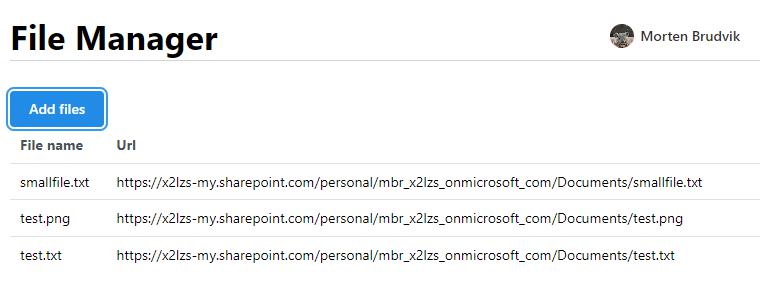 File Manager
Morten Brudvik
Add files
File name Url
smallfile.txt https://x2lzs-my.sharepoint.com/personal/mbr_x2lzs_onmicrosoft_com/Documents/smallfile.txt
test.png https://x2lzs-my.sharepoint.com/personal/mbr_x2lzs_onmicrosoft_com/Documents/test.png
test.txt https://x2lzs-my.sharepoint.com/personal/mbr_x2lzs_onmicrosoft_com/Documents/test.txt